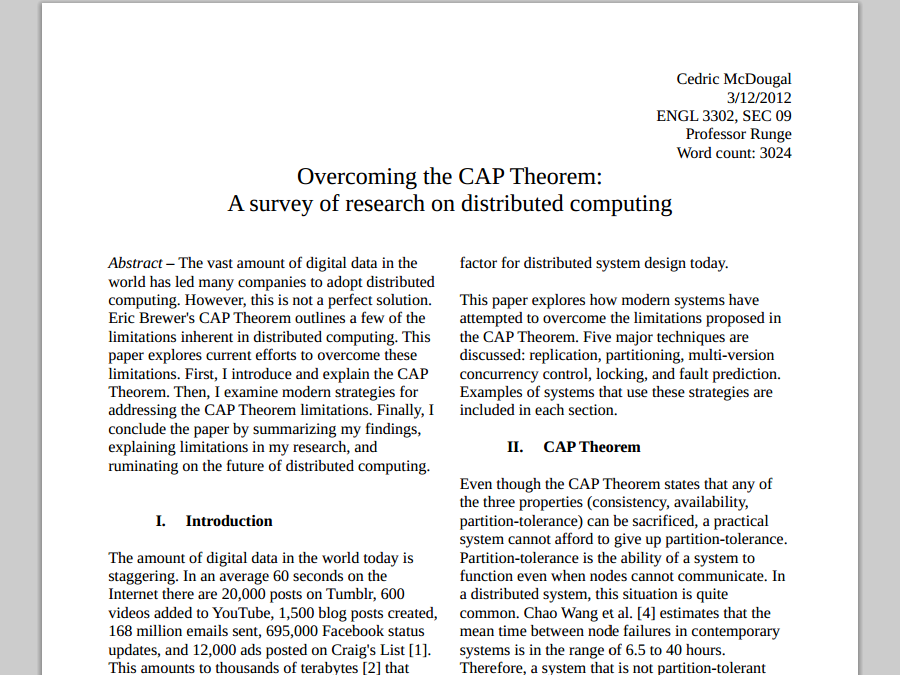 Cedric McDougal
3/12/2012
ENGL 3302, SEC 09
Professor Runge
Word count: 3024
Overcoming the CAP Theorem:
A survey of research on distributed computing
Abstract – The vast amount of digital data in the
world has led many companies to adopt distributed
computing. However, this is not a perfect solution.
Eric Brewer's CAP Theorem outlines a few of the
limitations inherent in distributed computing. This
paper explores current efforts to overcome these
limitations. First, I introduce and explain the CAP
Theorem. Then, I examine modern strategies for
addressing the CAP Theorem limitations. Finally, I
conclude the paper by summarizing my findings,
explaining limitations in my research, and
ruminating on the future of distributed computing.
I. Introduction
The amount of digital data in the world today is
staggering. In an average 60 seconds on the
Internet there are 20,000 posts on Tumblr, 600
videos added to YouTube, 1,500 blog posts created,
168 million emails sent, 695,000 Facebook status
updates, and 12,000 ads posted on Craig's List [1].
This amounts to thousands of terabytes [2] that
factor for distributed system design today.
This paper explores how modern systems have
attempted to overcome the limitations proposed in
the CAP Theorem. Five major techniques are
discussed: replication, partitioning, multi-version
concurrency control, locking, and fault prediction.
Examples of systems that use these strategies are
included in each section.
II. CAP Theorem
Even though the CAP Theorem states that any of
the three properties (consistency, availability,
partition-tolerance) can be sacrificed, a practical
system cannot afford to give up partition-tolerance.
Partition-tolerance is the ability of a system to
function even when nodes cannot communicate. In
a distributed system, this situation is quite
common. Chao Wang et al. [4] estimates that the
mean time between node failures in contemporary
systems is in the range of 6.5 to 40 hours.
Therefore, a system that is not partition-tolerant